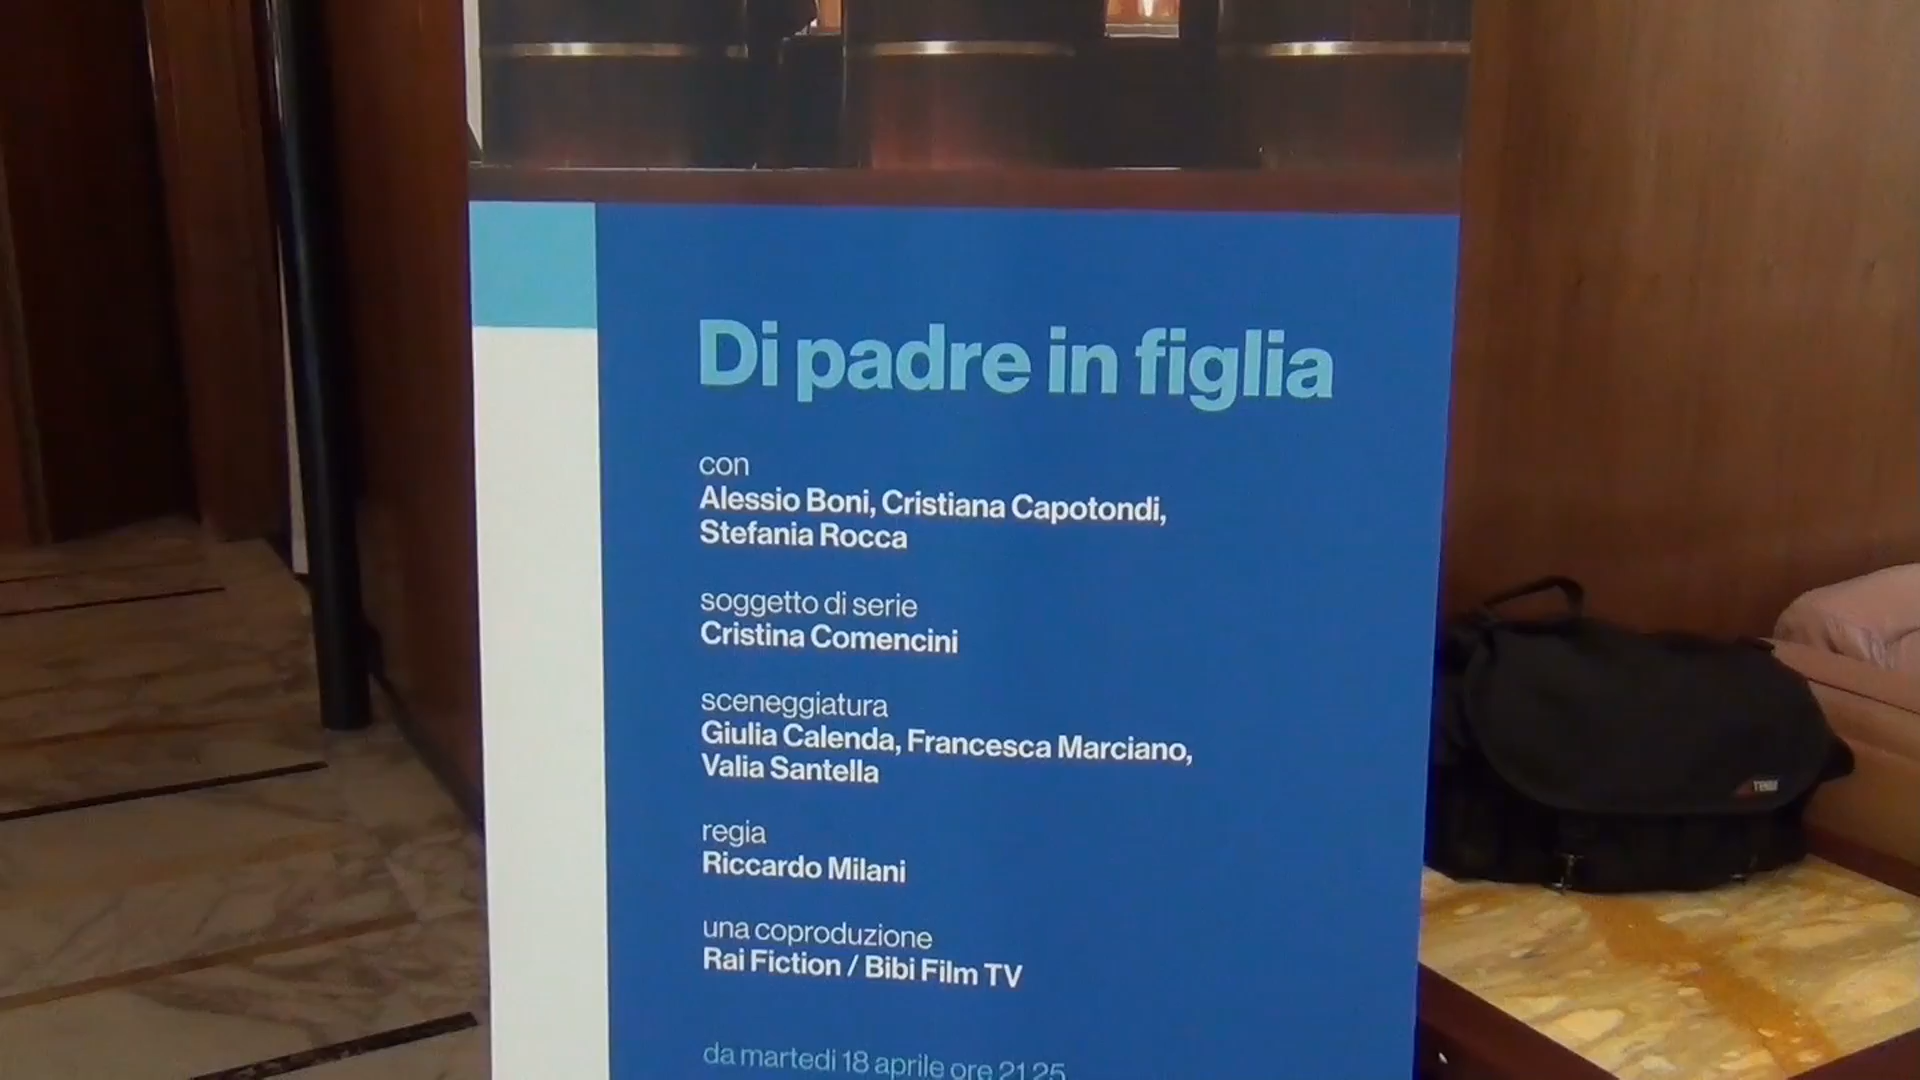 Di padre in figlia
con
Alessio Boni, Cristiana Capotondi,
Stefania Rocca
soggetto di serie
Cristina Comencini
sceneggiatura
Giulia Calenda, Francesca Marciano,
Valia Santella
regia
Riccardo Milani
una coproduzione
Rai Fiction / Bibi Film TV
da martedì 18 aprile ore 21.25